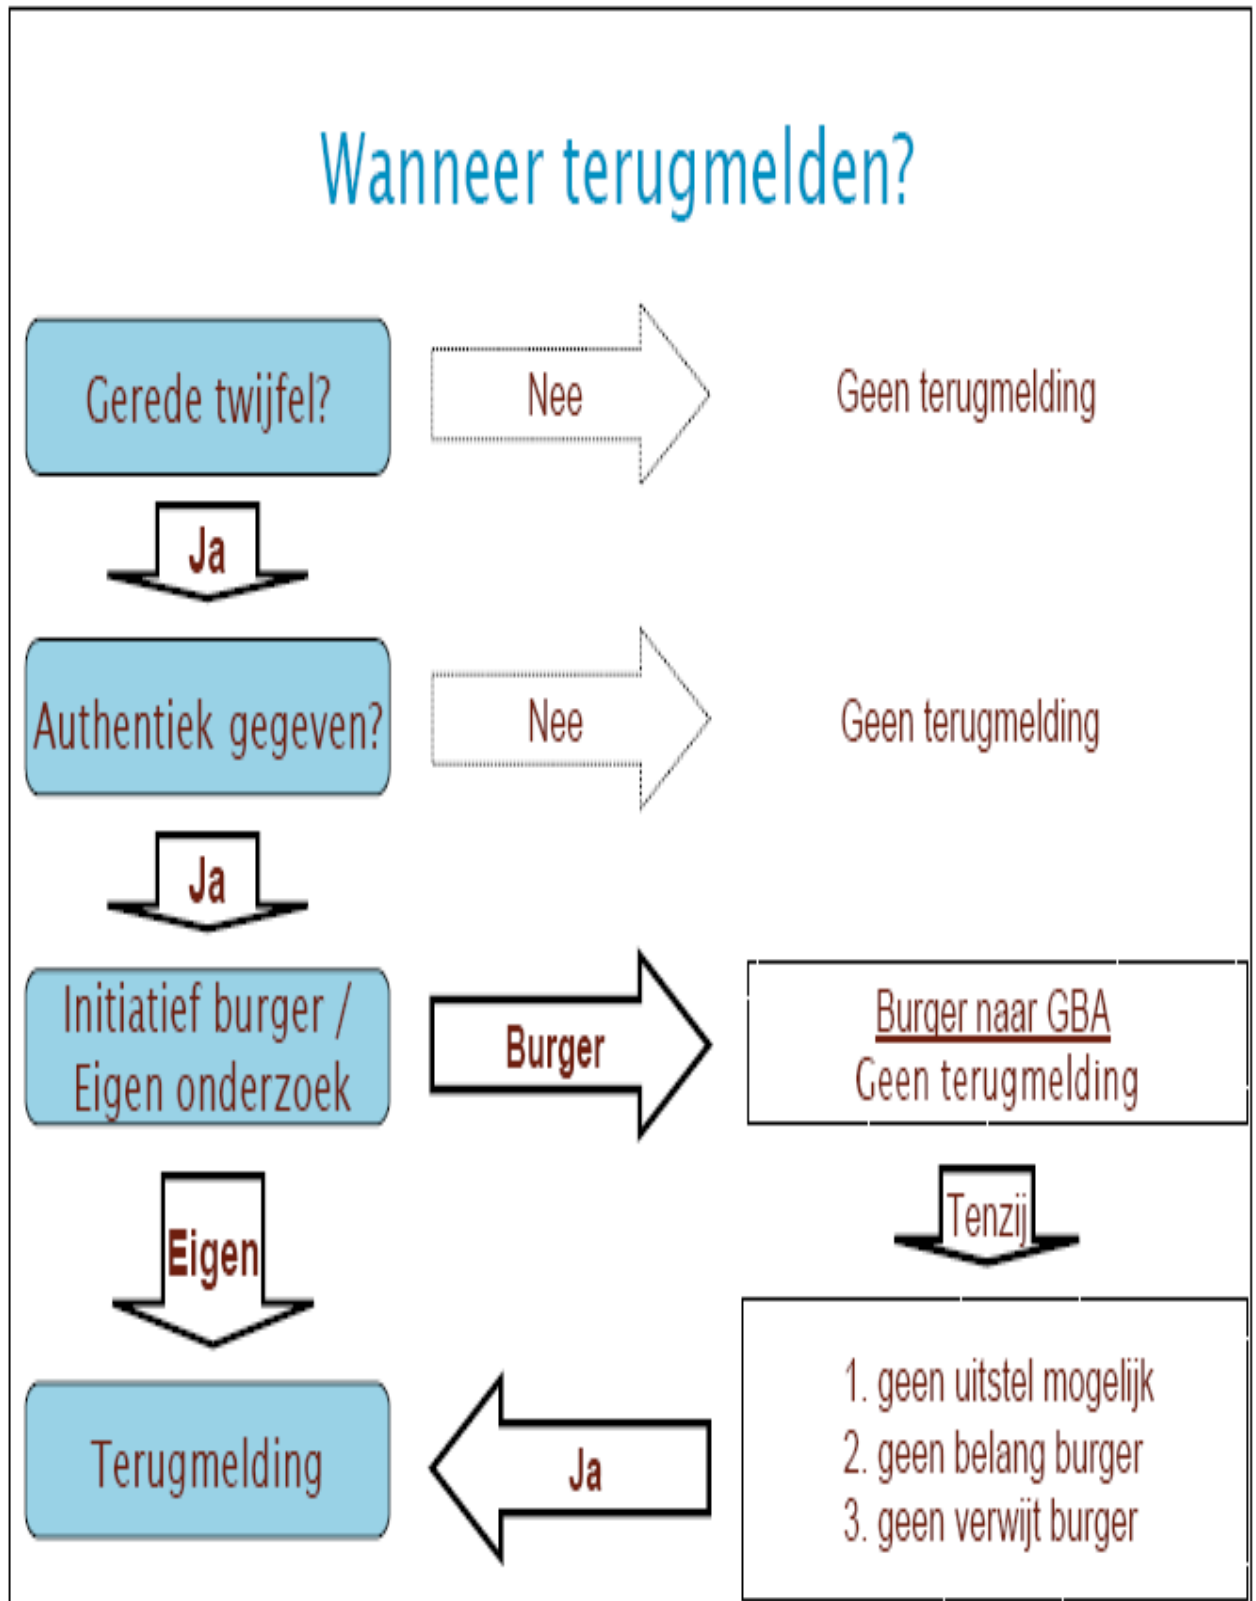 Wanneer terugmelden?
Gerede twijfel?
Nee
Geen terugmelding
Ja
Authentiek gegeven?
Nee
Geen terugmelding
Ja
Initiatief burger /
Eigen onderzoek
Burger
Burger naar GBA
Geen terugmelding
Eigen
Tenzij
Terugmelding
Ja
1. geen uitstel mogelijk
2. geen belang burger
3. geen verwijt burger